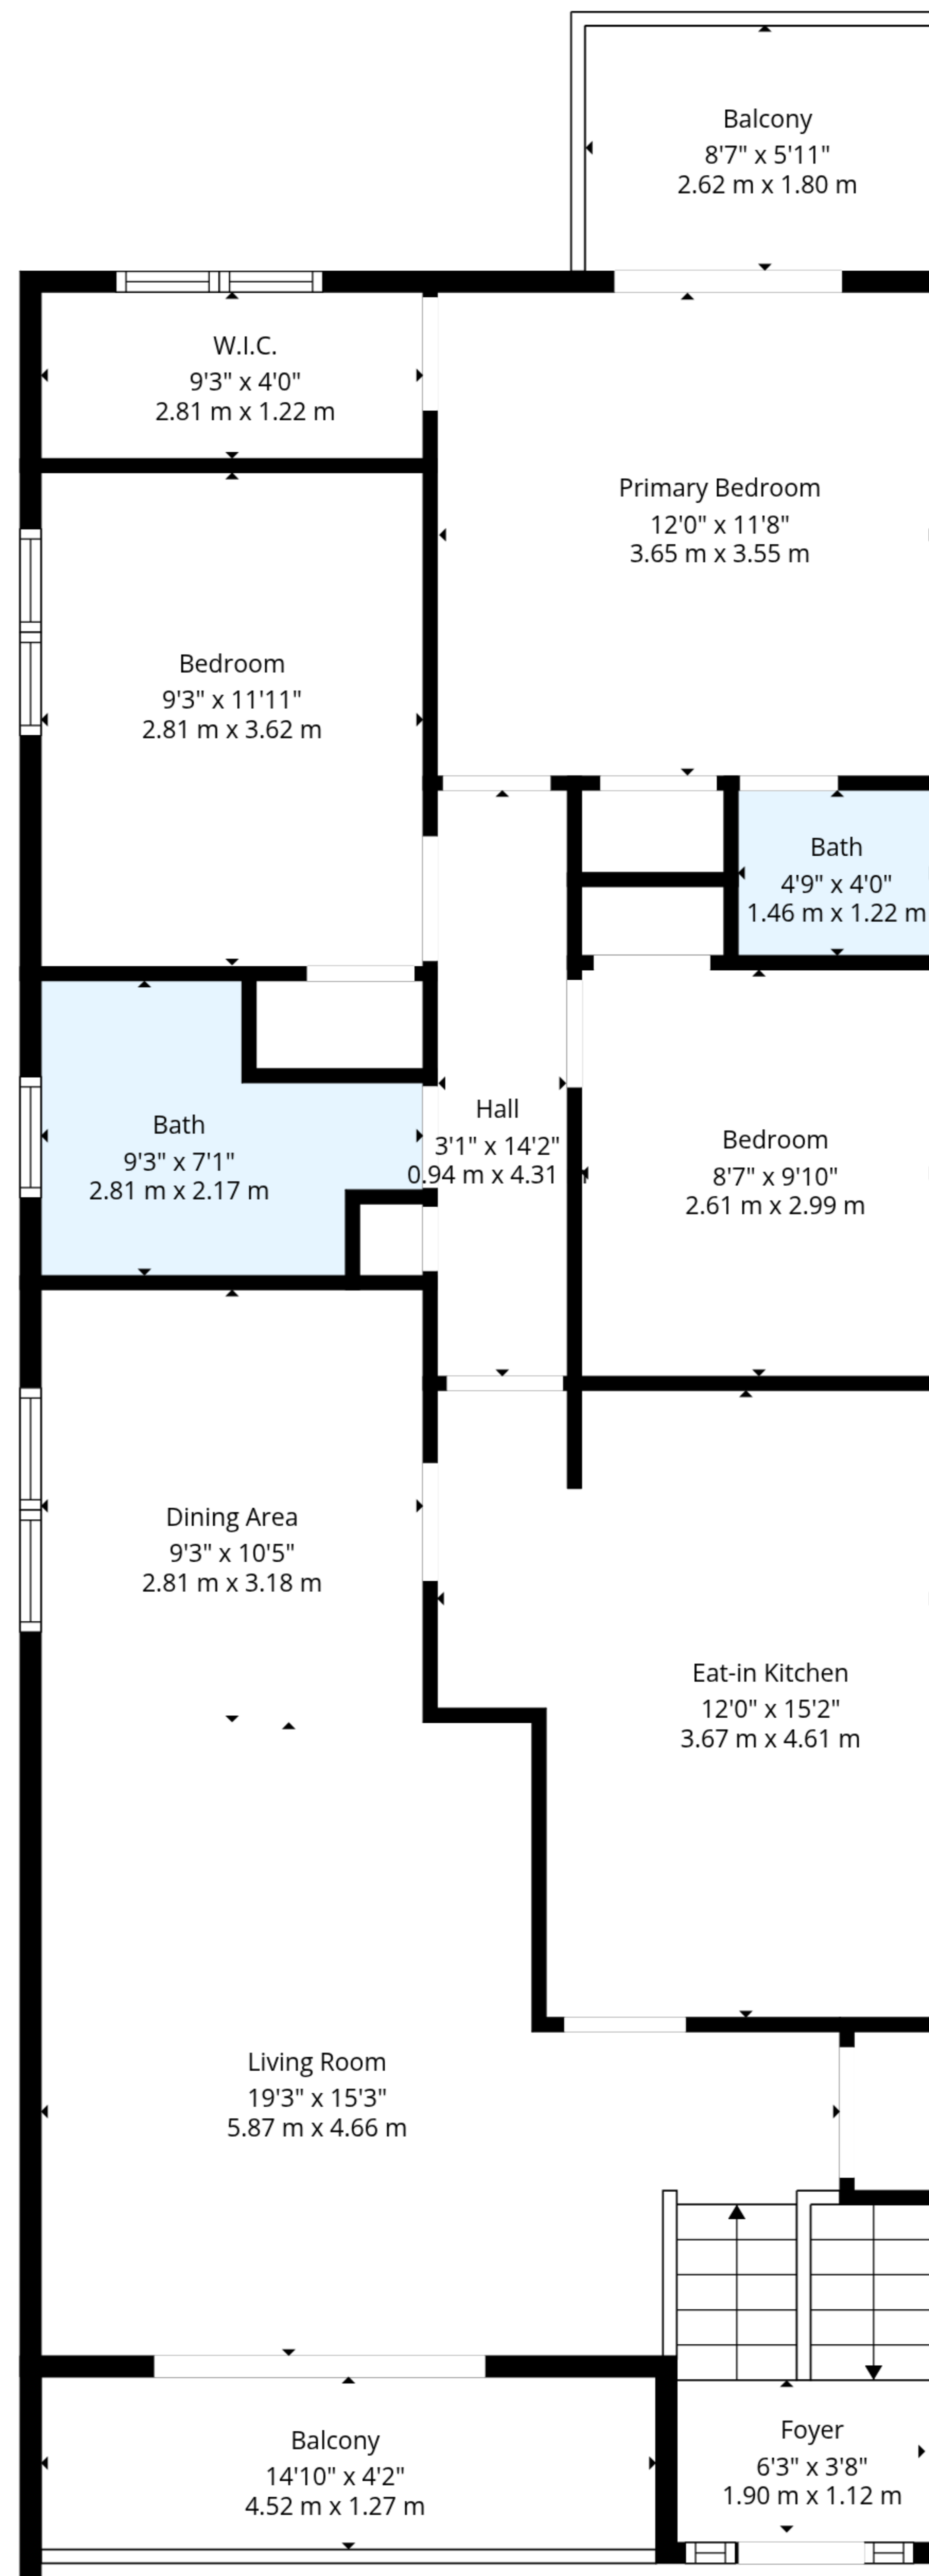 Balcony
8'7" x 5'11"
2.62 m x 1.80 m
W.I.C.
9'3" x 4'0"
2.81 m x 1.22 m
Primary Bedroom
12'0" x 11'8"
3.65 m x 3.55 m
Bedroom
9'3" x 11'11"
2.81 m x 3.62 m
Bath
4'9" x 4'0"
1.46 m x 1.22 m
Bath
9'3" x 7'1"
2.81 m x 2.17 m
Hall
3'1" x 14'2"
0.94 m x 4.31
Bedroom
8'7" x 9'10"
2.61 m x 2.99 m
Dining Area
9'3" x 10'5"
2.81 m x 3.18 m
Eat-in Kitchen
12'0" x 15'2"
3.67 m x 4.61 m
Living Room
19'3" x 15'3"
5.87 m x 4.66 m
Balcony
14'10" x 4'2"
4.52 m x 1.27 m
Foyer
6'3" x 3'8"
1.90 m x 1.12 m